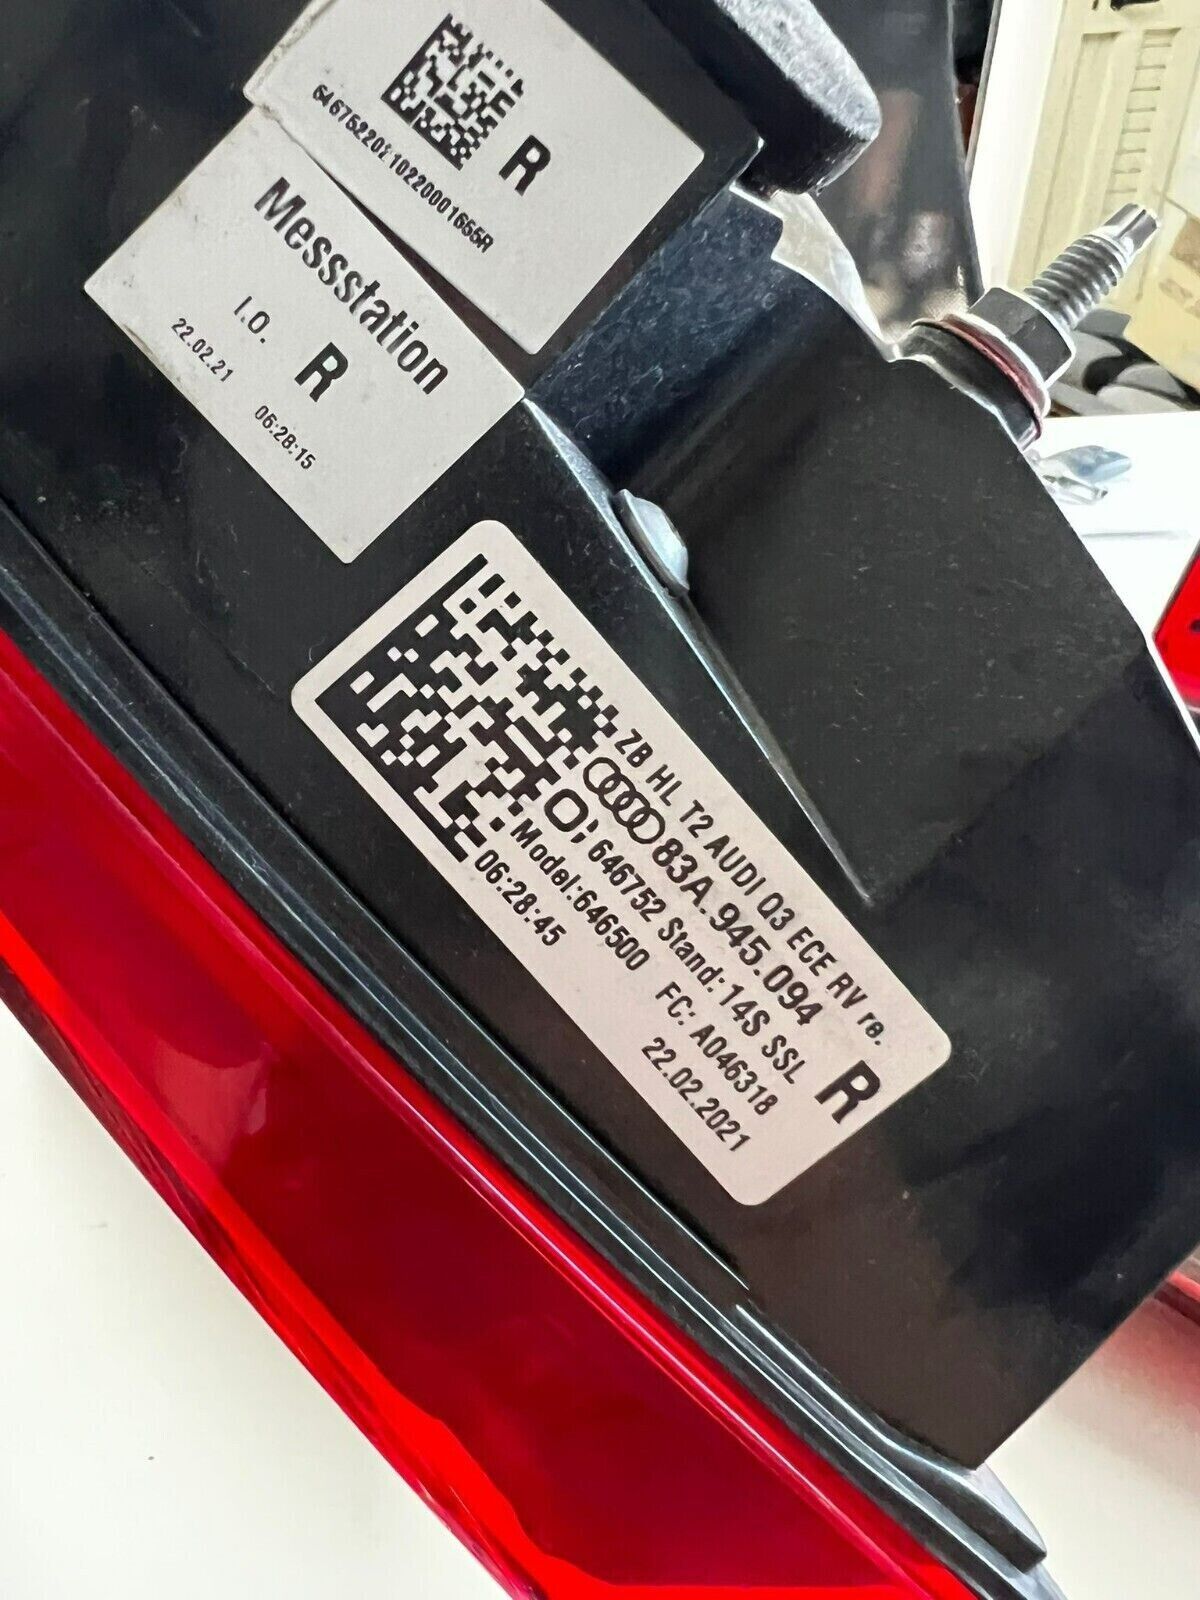 R
Messstation
I.O.
R
22.02.21
06:28:15
ZB HL T2 AUDI Q3 ECE RV re.
83A.945.094
646752 Stand:14S SSL
R
Model:646500 FC: A046318
06:28:45
22.02.2021